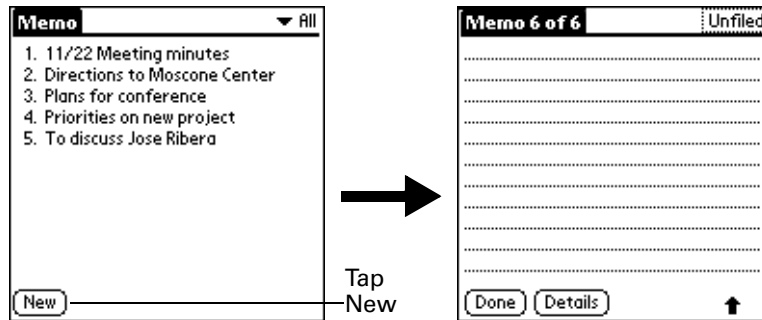 Memo
All
1. 11/22 Meeting minutes
2. Directions to Moscone Center
3. Plans for conference
4. Priorities on new project
5. To discuss Jose Ribera
New
Tap
New
Memo 6 of 6
Unfiled
Done
Details